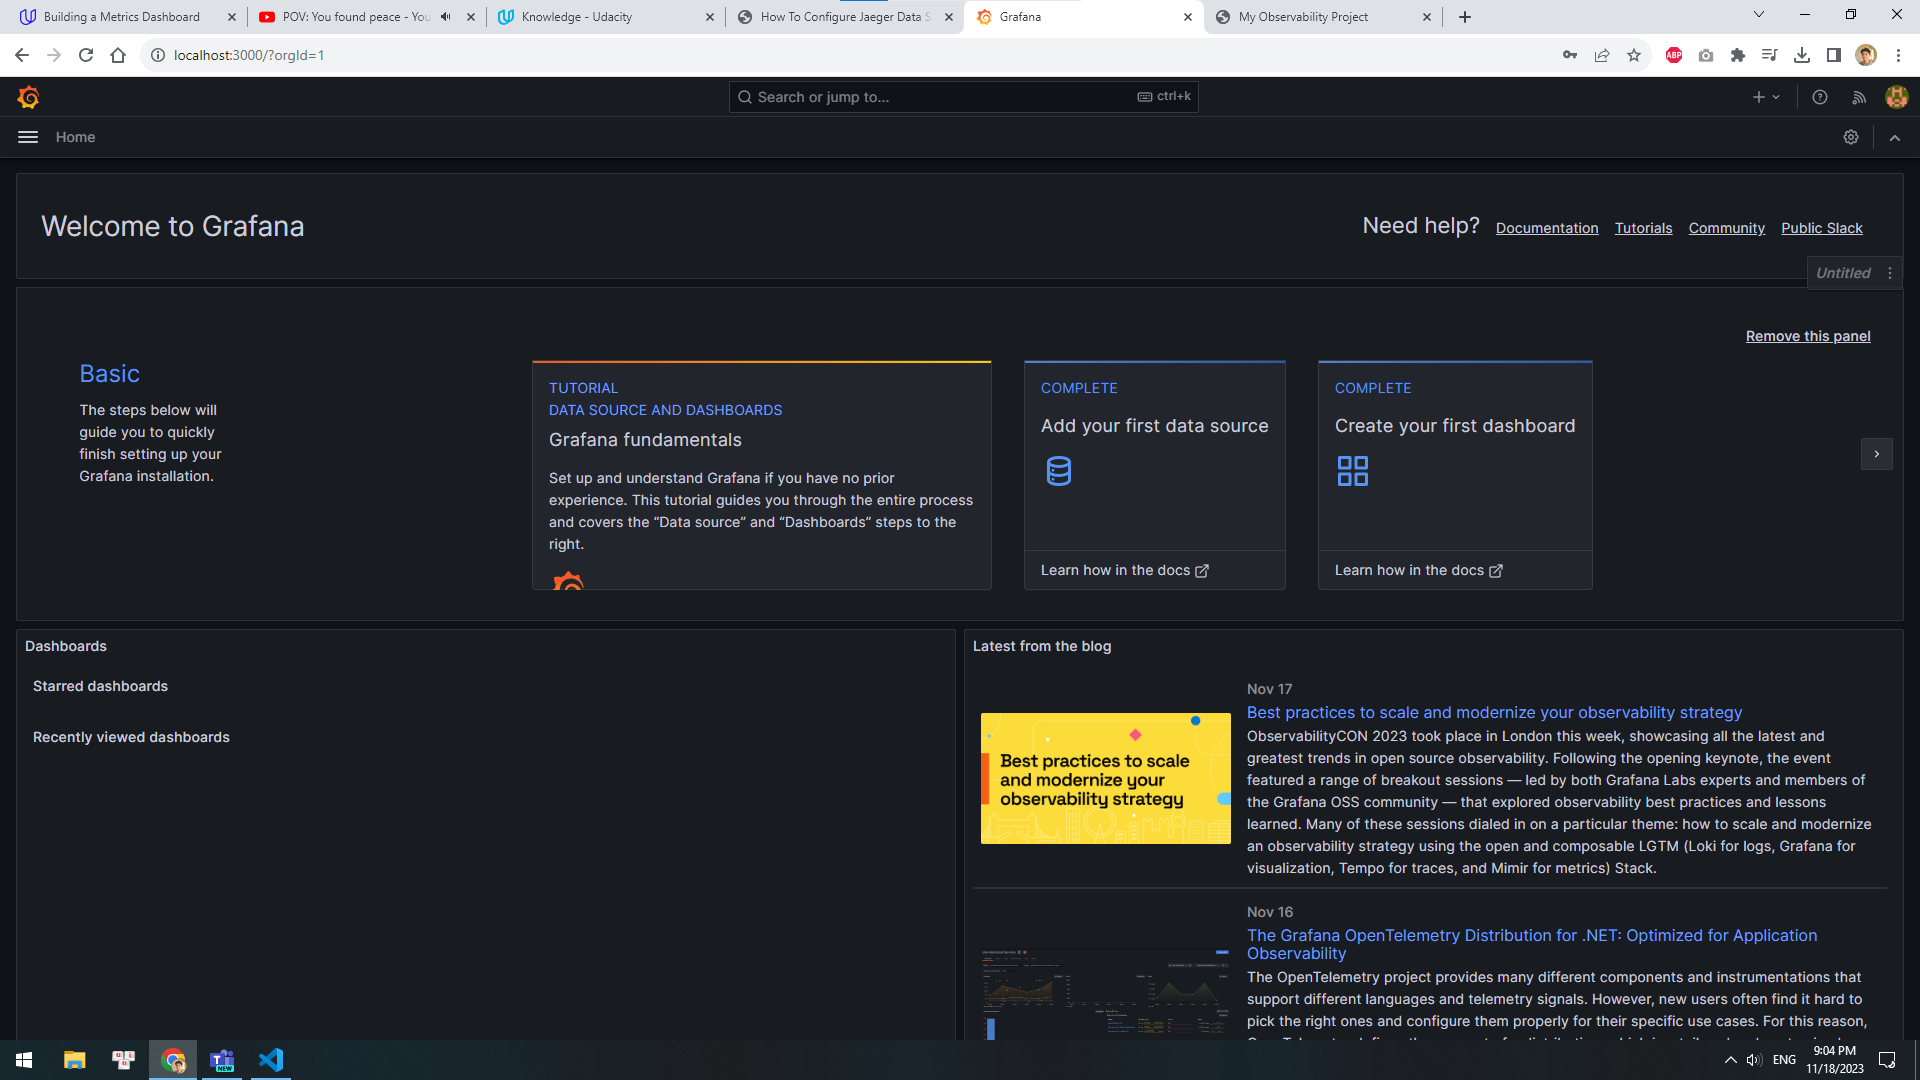 Building a Metrics Dashboard
POV: You found peace - You
Knowledge - Udacity
How To Configure Jaeger Data S
Grafana
My Observability Project
localhost:3000/?orgId=1
ABP
Search or jump to...
ctrl+k
Home
Welcome to Grafana
Need help?
Documentation
Tutorials
Community
Public Slack
Untitled
Remove this panel
Basic
The steps below will
guide you to quickly
finish setting up your
Grafana installation.
TUTORIAL
DATA SOURCE AND DASHBOARDS
Grafana fundamentals
Set up and understand Grafana if you have no prior
experience. This tutorial guides you through the entire process
and covers the “Data source” and “Dashboards” steps to the
right.
COMPLETE
Add your first data source
Learn how in the docs
COMPLETE
Create your first dashboard
Learn how in the docs
Dashboards
Starred dashboards
Recently viewed dashboards
Latest from the blog
Best practices to scale
and modernize your
observability strategy
Nov 17
Best practices to scale and modernize your observability strategy
ObservabilityCON 2023 took place in London this week, showcasing all the latest and
greatest trends in open source observability. Following the opening keynote, the event
featured a range of breakout sessions — led by both Grafana Labs experts and members of
the Grafana OSS community — that explored observability best practices and lessons
learned. Many of these sessions dialed in on a particular theme: how to scale and modernize
an observability strategy using the open and composable LGTM (Loki for logs, Grafana for
visualization, Tempo for traces, and Mimir for metrics) Stack.
Nov 16
The Grafana OpenTelemetry Distribution for .NET: Optimized for Application
Observability
The OpenTelemetry project provides many different components and instrumentations that
support different languages and telemetry signals. However, new users often find it hard to
pick the right ones and configure them properly for their specific use cases. For this reason,
NEW
ENG
9:04 PM
11/18/2023